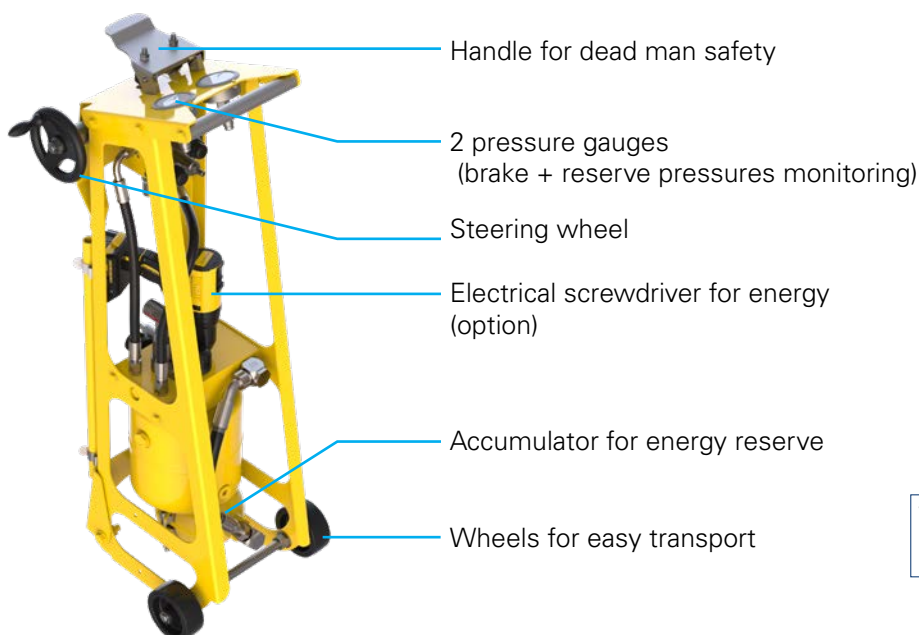 Handle for dead man safety
2 pressure gauges
(brake + reserve pressures monitoring)
Steering wheel
Electrical screwdriver for energy
(option)
Accumulator for energy reserve
Wheels for easy transport